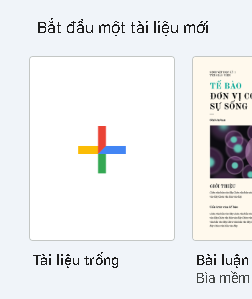 Bắt đầu một tài liệu mới
TẾ BÀO
ĐƠN VỊ C
SỰ SỐNG
GIỚI THIỆU
Tài liệu trống
Bài luận
Bìa mềm